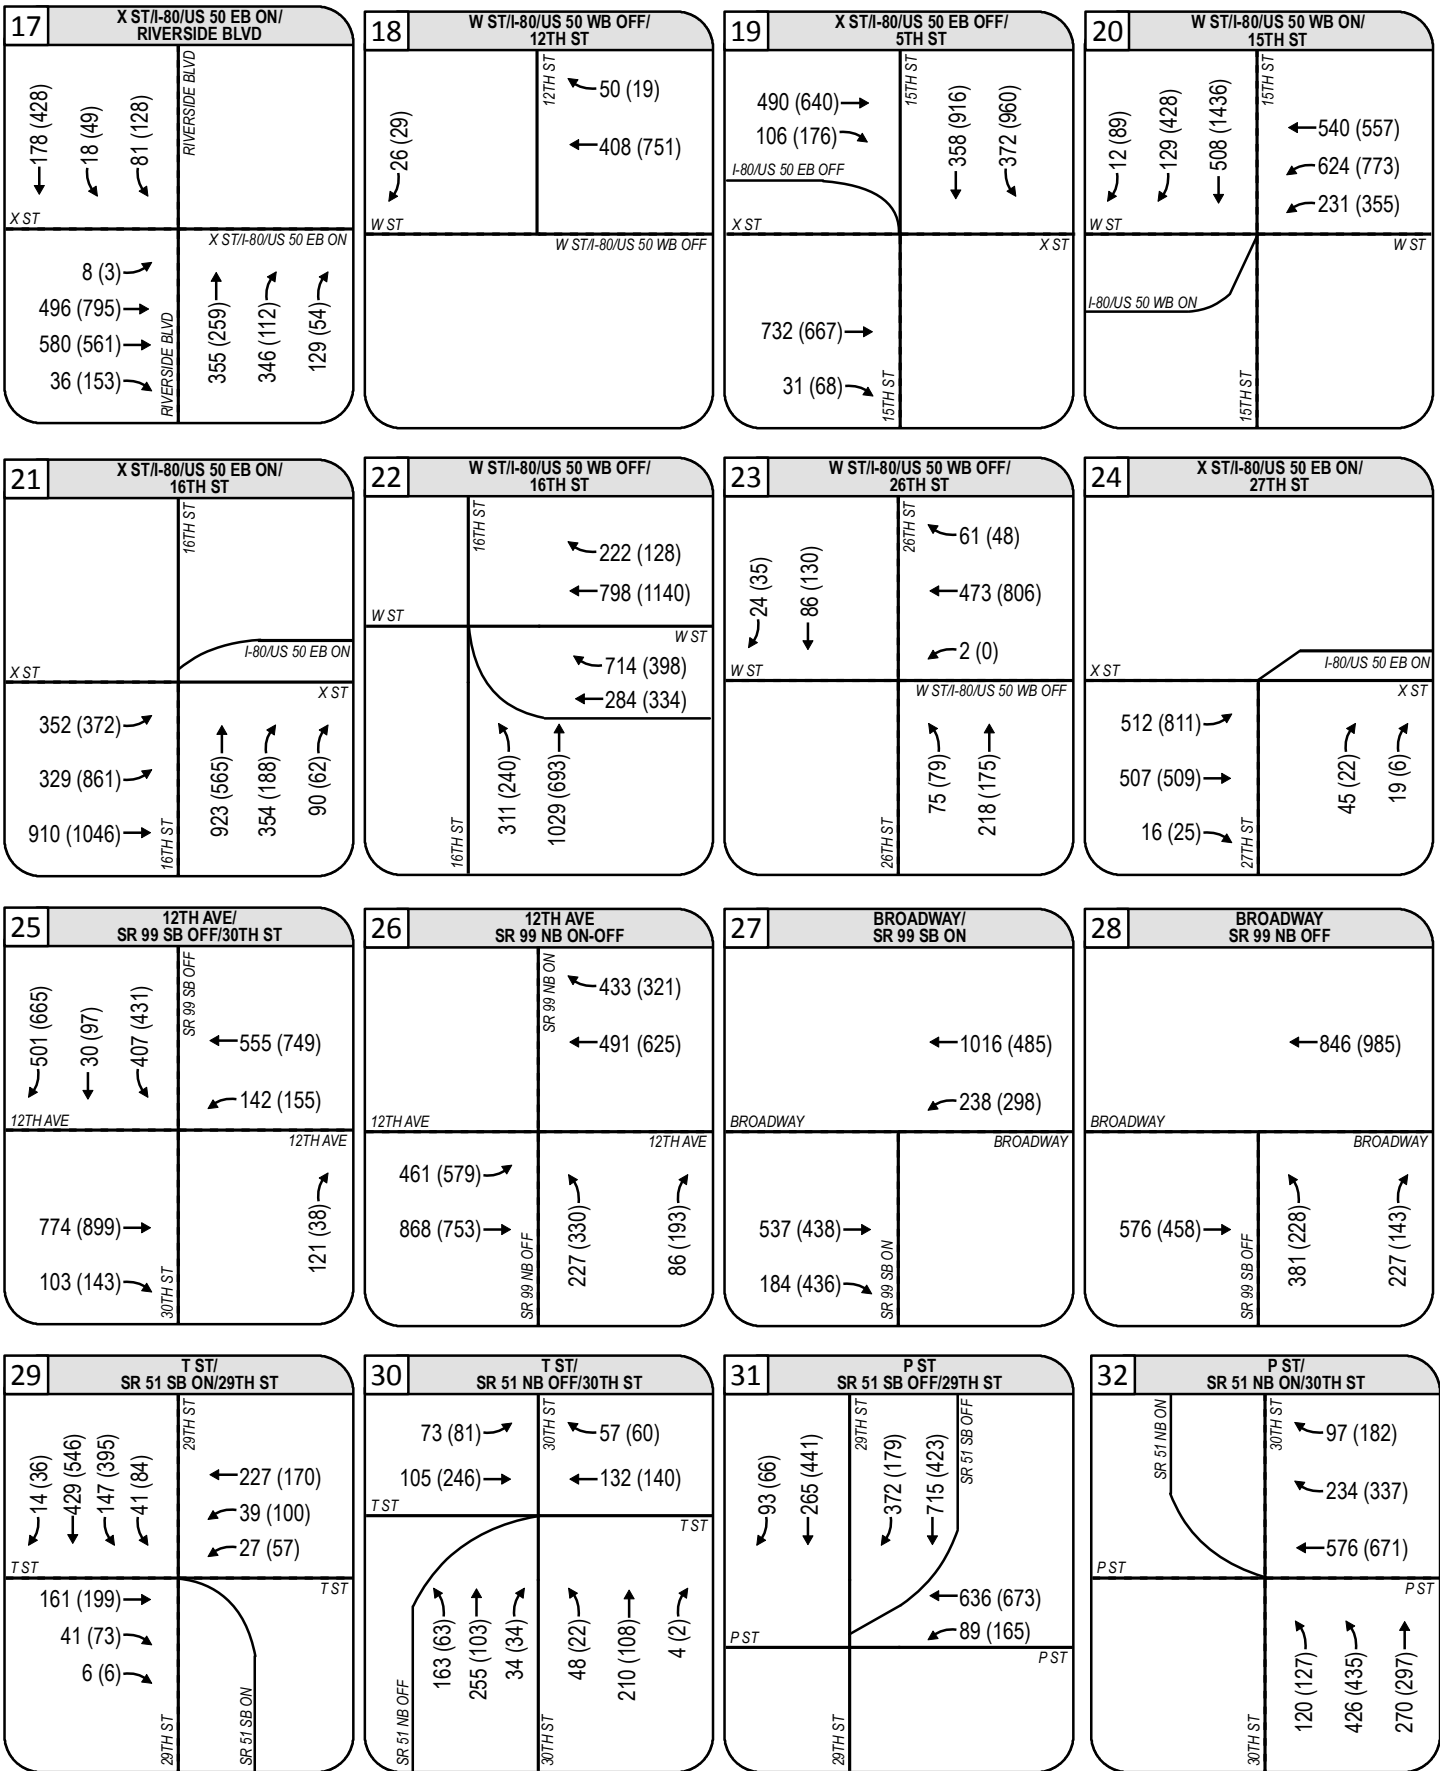 17
X ST/I-80/US 50 EB ON/
RIVERSIDE BLVD
178 (428)
18 (49)
81 (128)
RIVERSIDE BLVD
X ST
X ST/I-80/US 50 EB ON
8 (3)
496 (795)
580 (561)
36 (153)
RIVERSIDE BLVD
355 (259)
346 (112)
129 (54)
18
W ST/I-80/US 50 WB OFF/
12TH ST
26 (29)
12TH ST
50 (19)
408 (751)
W ST
W ST/I-80/US 50 WB OFF
19
X ST/I-80/US 50 EB OFF/
5TH ST
490 (640)
106 (176)
I-80/US 50 EB OFF
15TH ST
358 (916)
372 (960)
X ST
X ST
732 (667)
31 (68)
15TH ST
20
W ST/I-80/US 50 WB ON/
15TH ST
12 (89)
129 (428)
508 (1436)
15TH ST
540 (557)
624 (773)
231 (355)
W ST
W ST
I-80/US 50 WB ON
15TH ST
21
X ST/I-80/US 50 EB ON/
16TH ST
16TH ST
I-80/US 50 EB ON
X ST
X ST
352 (372)
329 (861)
910 (1046)
16TH ST
923 (565)
354 (188)
90 (62)
22
W ST/I-80/US 50 WB OFF/
16TH ST
16TH ST
222 (128)
798 (1140)
W ST
W ST
714 (398)
284 (334)
16TH ST
311 (240)
1029 (693)
23
W ST/I-80/US 50 WB OFF/
26TH ST
24 (35)
86 (130)
26TH ST
61 (48)
473 (806)
2 (0)
W ST
W ST/I-80/US 50 WB OFF
26TH ST
75 (79)
218 (175)
24
X ST/I-80/US 50 EB ON/
27TH ST
I-80/US 50 EB ON
X ST
X ST
512 (811)
507 (509)
16 (25)
27TH ST
45 (22)
19 (6)
25
12TH AVE/
SR 99 SB OFF/30TH ST
501 (665)
30 (97)
407 (431)
SR 99 SB OFF
555 (749)
142 (155)
12TH AVE
12TH AVE
774 (899)
103 (143)
30TH ST
121 (38)
26
12TH AVE
SR 99 NB ON-OFF
SR 99 NB ON
433 (321)
491 (625)
12TH AVE
12TH AVE
461 (579)
868 (753)
SR 99 NB OFF
227 (330)
86 (193)
27
BROADWAY/
SR 99 SB ON
1016 (485)
238 (298)
BROADWAY
BROADWAY
537 (438)
184 (436)
SR 99 SB ON
28
BROADWAY
SR 99 NB OFF
846 (985)
BROADWAY
BROADWAY
576 (458)
SR 99 SB OFF
381 (228)
227 (143)
29
T ST/
SR 51 SB ON/29TH ST
14 (36)
429 (546)
147 (395)
41 (84)
29TH ST
227 (170)
39 (100)
27 (57)
T ST
T ST
161 (199)
41 (73)
6 (6)
29TH ST
SR 51 SB ON
30
T ST/
SR 51 NB OFF/30TH ST
73 (81)
105 (246)
30TH ST
57 (60)
132 (140)
T ST
T ST
SR 51 NB OFF
163 (63)
255 (103)
34 (34)
30TH ST
48 (22)
210 (108)
4 (2)
31
P ST
SR 51 SB OFF/29TH ST
93 (66)
265 (441)
29TH ST
372 (179)
715 (423)
SR 51 SB OFF
636 (673)
89 (165)
P ST
P ST
29TH ST
32
P ST/
SR 51 NB ON/30TH ST
SR 51 NB ON
30TH ST
97 (182)
234 (337)
576 (671)
P ST
P ST
30TH ST
120 (127)
426 (435)
270 (297)